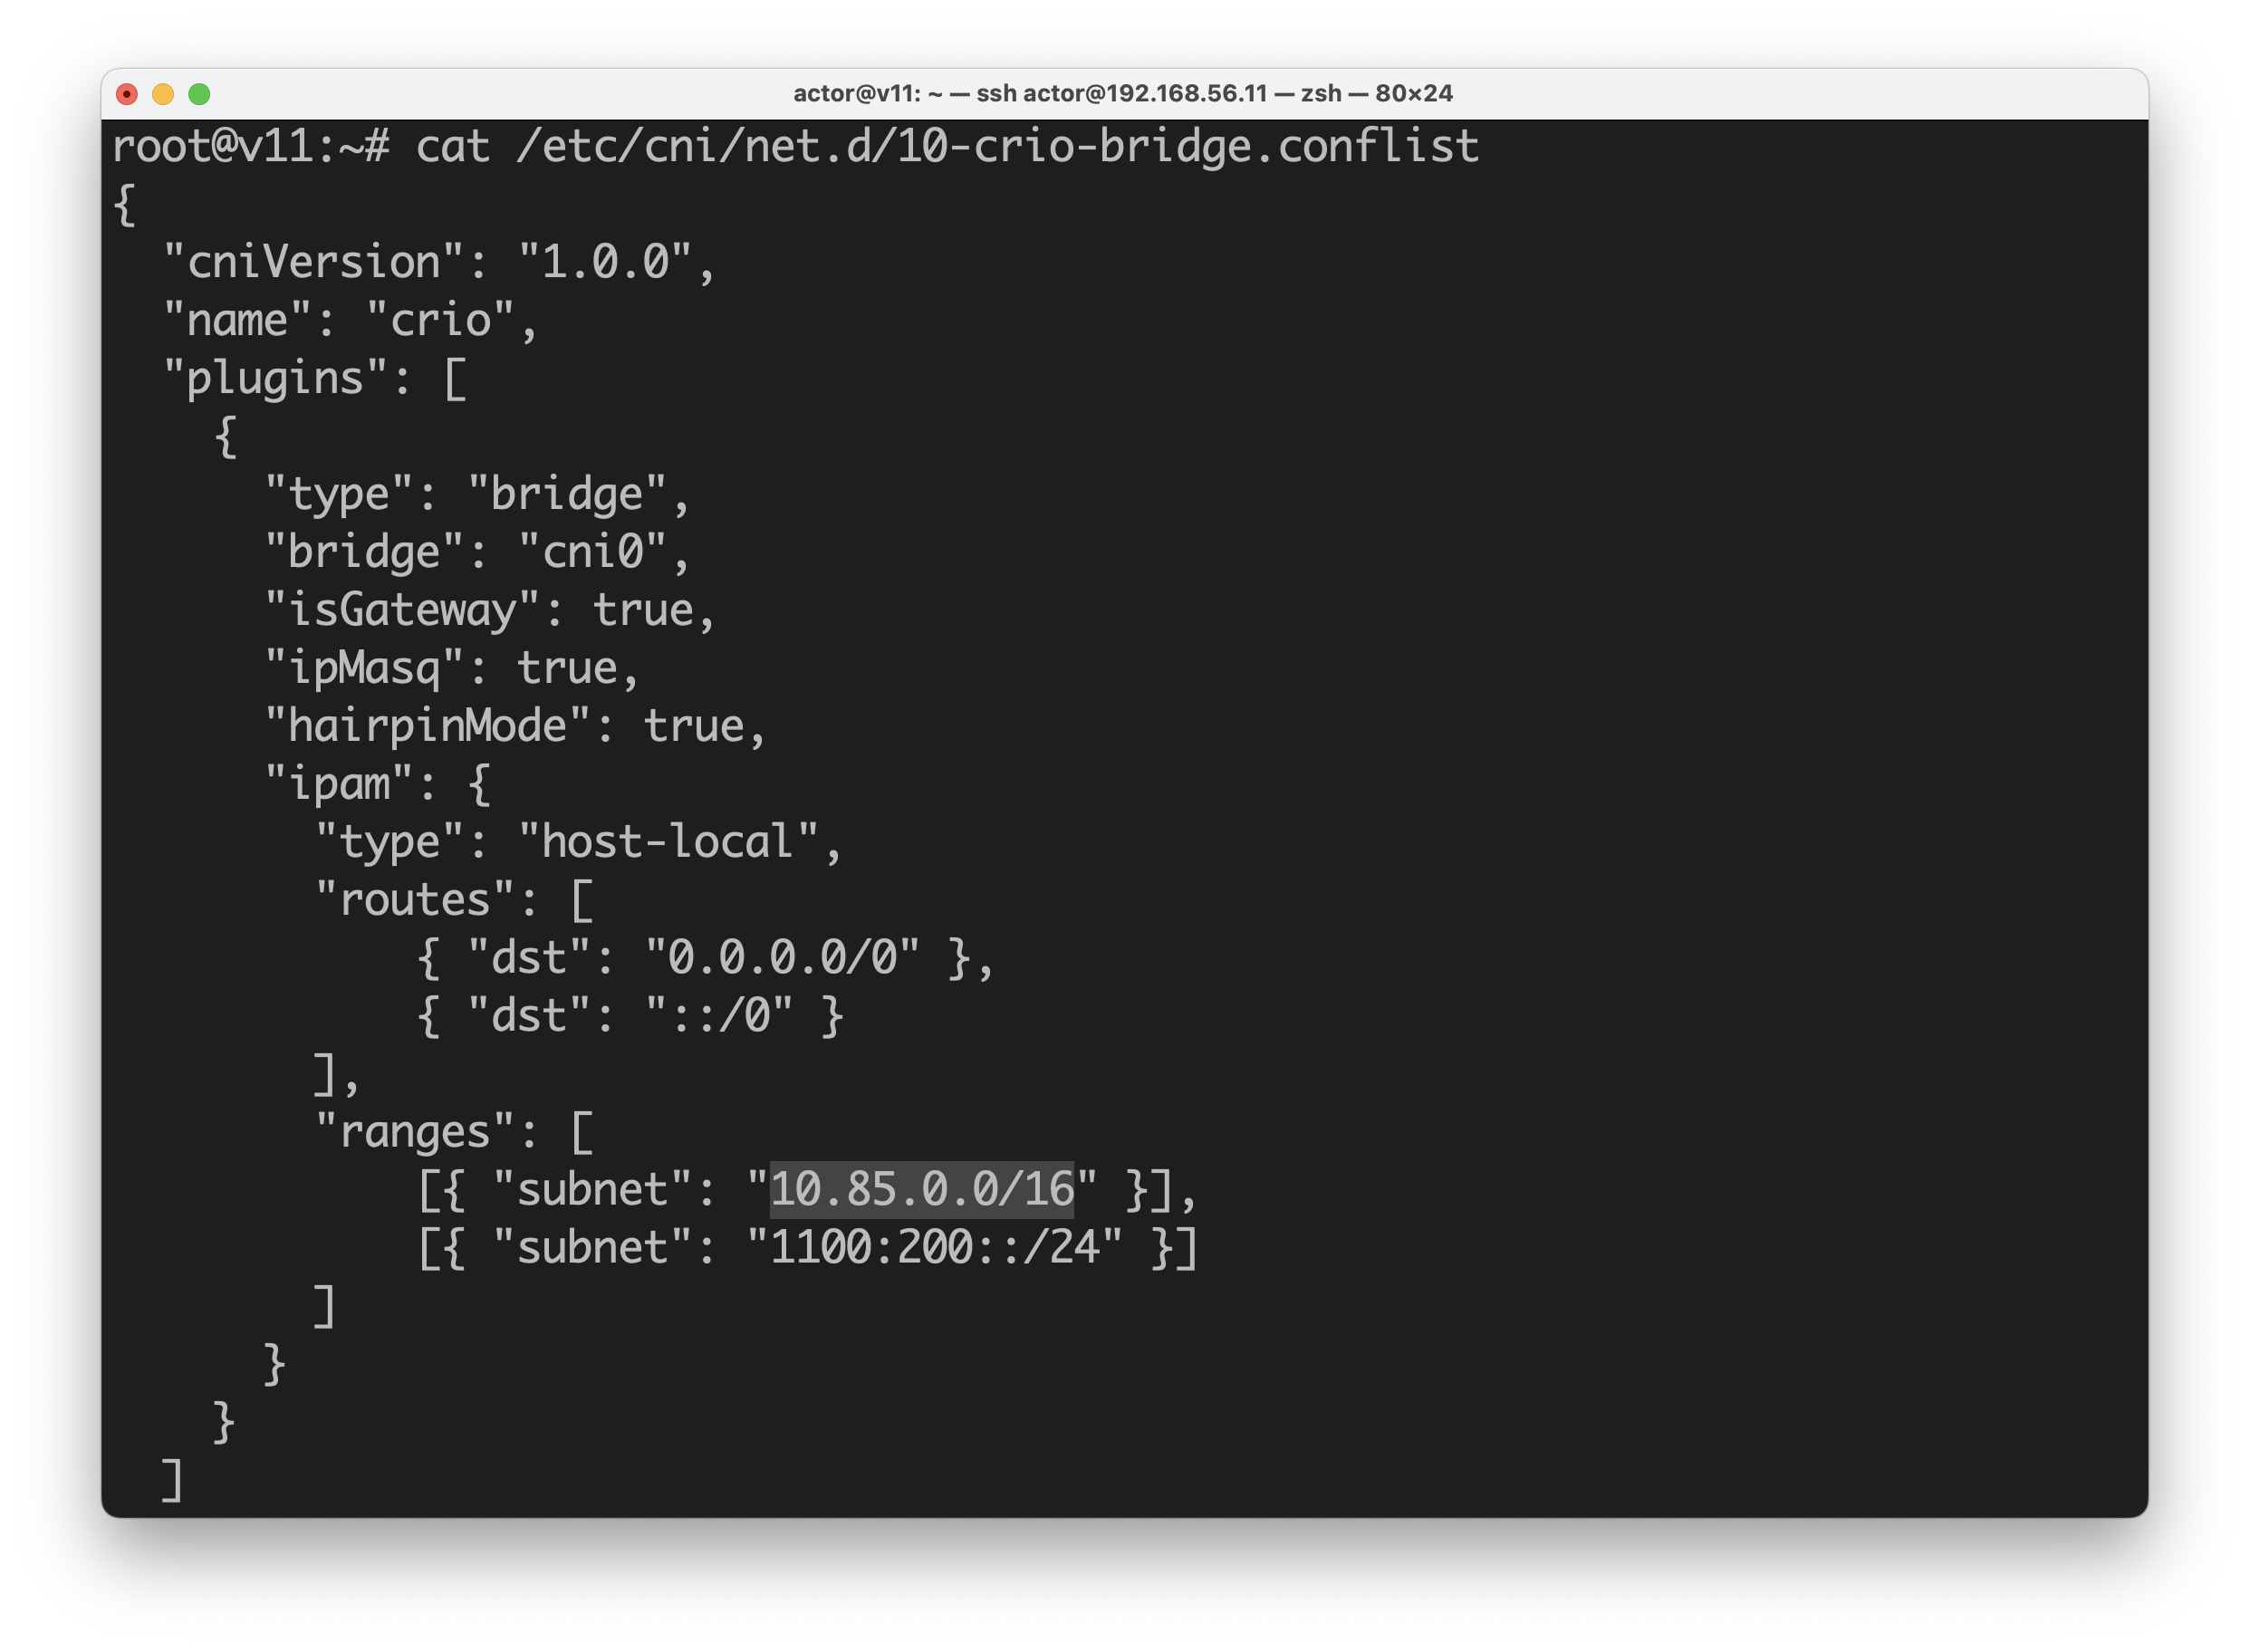 actor@v11: ~ — ssh actor@192.168.56.11 — zsh — 80×24
root@v11:~# cat /etc/cni/net.d/10-crio-bridge.conflist
{
  "cniVersion": "1.0.0",
  "name": "crio",
  "plugins": [
    {
      "type": "bridge",
      "bridge": "cni0",
      "isGateway": true,
      "ipMasq": true,
      "hairpinMode": true,
      "ipam": {
        "type": "host-local",
        "routes": [
            { "dst": "0.0.0.0/0" },
            { "dst": "::/0" }
        ],
        "ranges": [
            [{ "subnet": "10.85.0.0/16" }],
            [{ "subnet": "1100:200::/24" }]
        ]
      }
    }
  ]